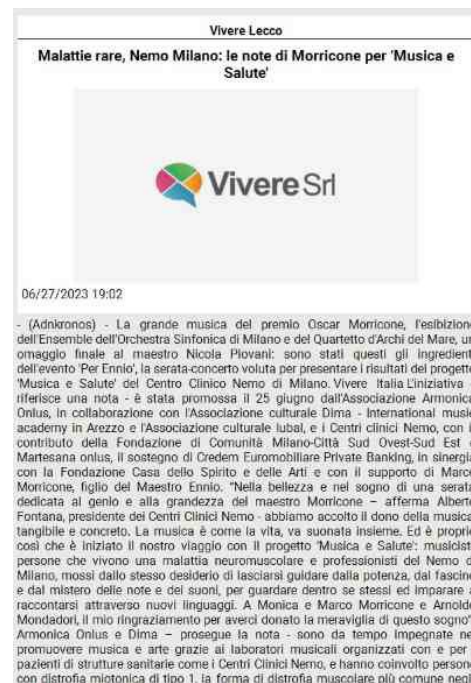 Vivere Lecco
Malattie rare, Nemo Milano: le note di Morricone per 'Musica e
Salute'
Vivere Srl
06/27/2023 19:02
- (Adnkronos) - La grande musica del premio Oscar Morricone, l'esibizione
dell'Ensemble dell'Orchestra Sinfonica di Milano e del Quartetto d'Archi del Mare, un
omaggio finale al maestro Nicola Piovani: sono stati questi gli ingredient
dell'evento 'Per Ennio', la serata-concerto voluta per presentare i risultati del progetto
'Musica e Salute' del Centro Clinico Nemo di Milano. Vivere Italia L'iniziativa -
riferisce una nota - è stata promossa il 25 giugno dall'Associazione Armonica
Onlus, in collaborazione con l'Associazione culturale Dima - International music
academy in Arezzo e l'Associazione culturale Iubal, e i Centri clinici Nemo, con i
contributo della Fondazione di Comunità Milano-Città Sud Ovest-Sud Est e
Martesana onlus, il sostegno di Credem Euromobiliare Private Banking, in sinergia
con la Fondazione Casa dello Spirito e delle Arti e con il supporto di Marco
Morricone, figlio del Maestro Ennio. "Nella bellezza e nel sogno di una serata
dedicata al genio e alla grandezza del maestro Morricone – afferma Alberto
Fontana, presidente dei Centri Clinici Nemo - abbiamo accolto il dono della musica
tangibile e concreto. La musica è come la vita, va suonata insieme. Ed è proprio
così che è iniziato il nostro viaggio con il progetto 'Musica e Salute': musicisti
persone che vivono una malattia neuromuscolare e professionisti del Nemo d
Milano, mossi dallo stesso desiderio di lasciarsi guidare dalla potenza, dal fascino
e dal mistero delle note e dei suoni, per guardare dentro se stessi ed imparare a
raccontarsi attraverso nuovi linguaggi. A Monica e Marco Morricone e Arnoldo
Mondadori, il mio ringraziamento per averci donato la meraviglia di questo sogno"
Armonica Onlus e Dima – prosegue la nota - sono da tempo impegnate ne
promuovere musica e arte grazie ai laboratori musicali organizzati con e per
pazienti di strutture sanitarie come i Centri Clinici Nemo, e hanno coinvolto persone
con distrofia miotonica di tipo 1, la forma di distrofia muscolare più comune negl